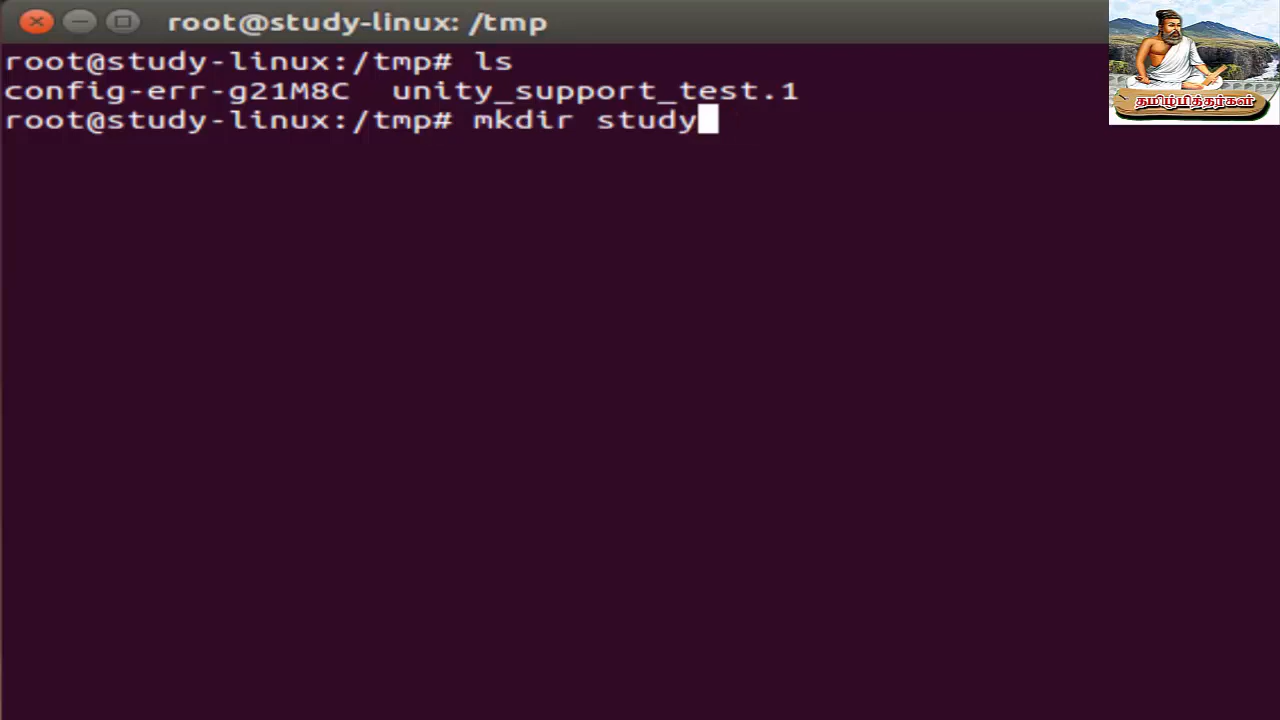 root@study-linux: /tmp
root@study-linux:/tmp# ls
config-err-g21M8C  unity_support_test.1
root@study-linux:/tmp# mkdir study
தமிழ்பித்தர்கள்